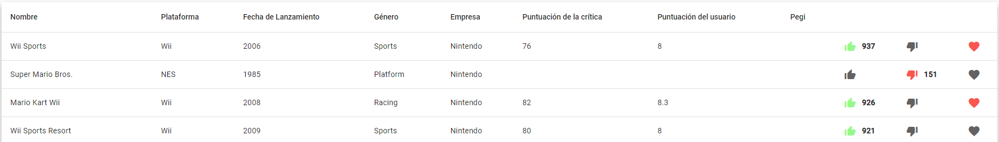 Nombre Plataforma Fecha de Lanzamiento Género Empresa Puntuación de la crítica Puntuación del usuario Pegi
Wii Sports Wii 2006 Sports Nintendo 76 8 937
Super Mario Bros. NES 1985 Platform Nintendo 151
Mario Kart Wii Wii 2008 Racing Nintendo 82 8.3 926
Wii Sports Resort Wii 2009 Sports Nintendo 80 8 921